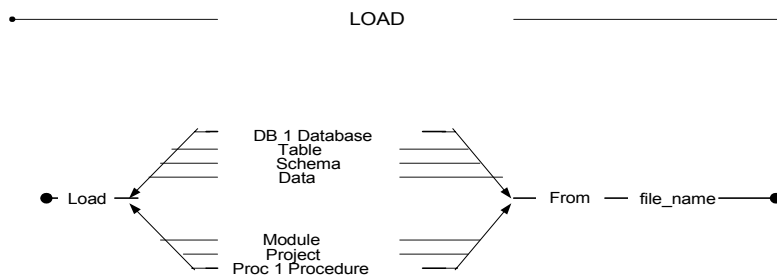 LOAD
DB 1 Database
Table
Schema
Data
Load From file_name
Module
Project
Proc 1 Procedure